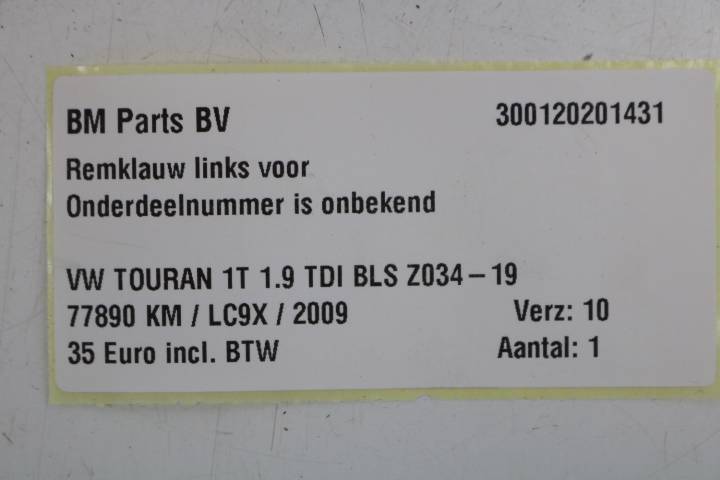 BM Parts BV 300120201431
Remklauw links voor
Onderdeelnummer is onbekend
VW TOURAN 1T 1.9 TDI BLS Z034-19
77890 KM / LC9X / 2009 Verz: 10
35 Euro incl. BTW Aantal: 1